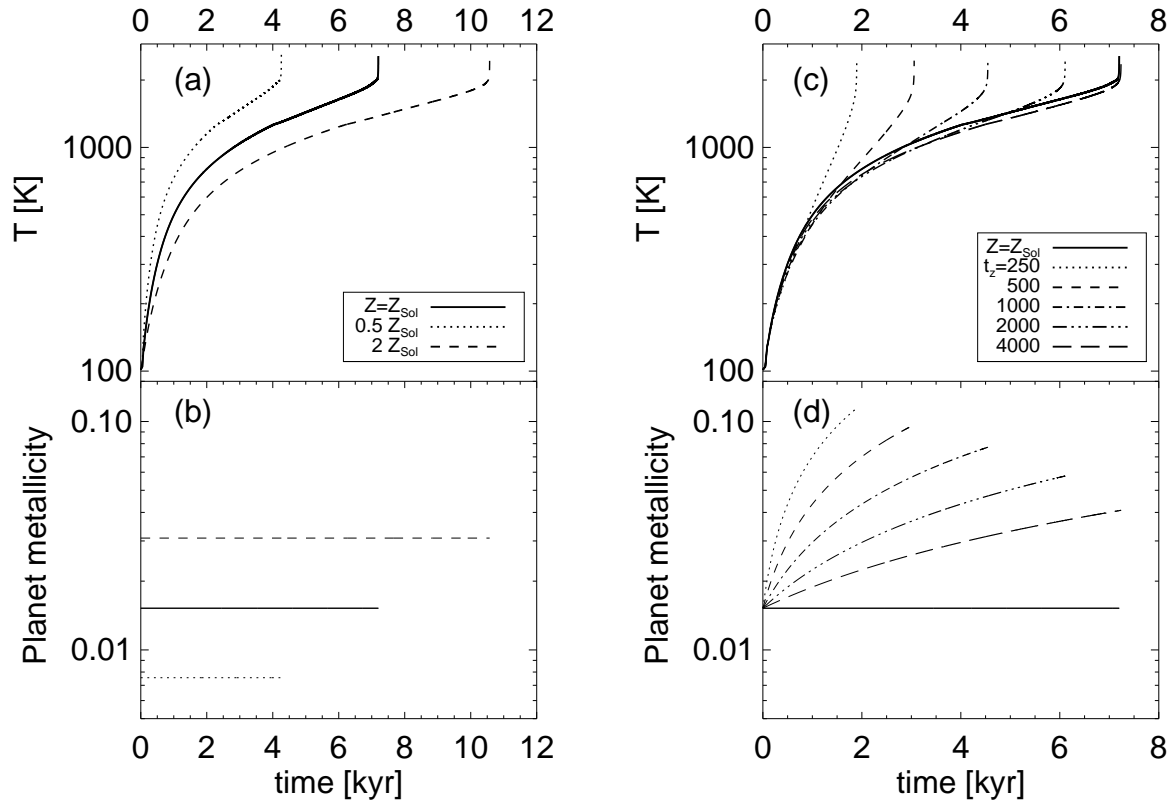 0 2 4 6 8 10 12
(a)
1000
T [K]
Z=Z_Sol
0.5 Z_Sol
2 Z_Sol
100
(b)
0.10
Planet metallicity
0.01
0 2 4 6 8 10 12
time [kyr]
0 2 4 6 8
(c)
1000
T [K]
Z=Z_Sol
t_z=250
500
1000
2000
4000
100
(d)
0.10
Planet metallicity
0.01
0 2 4 6 8
time [kyr]